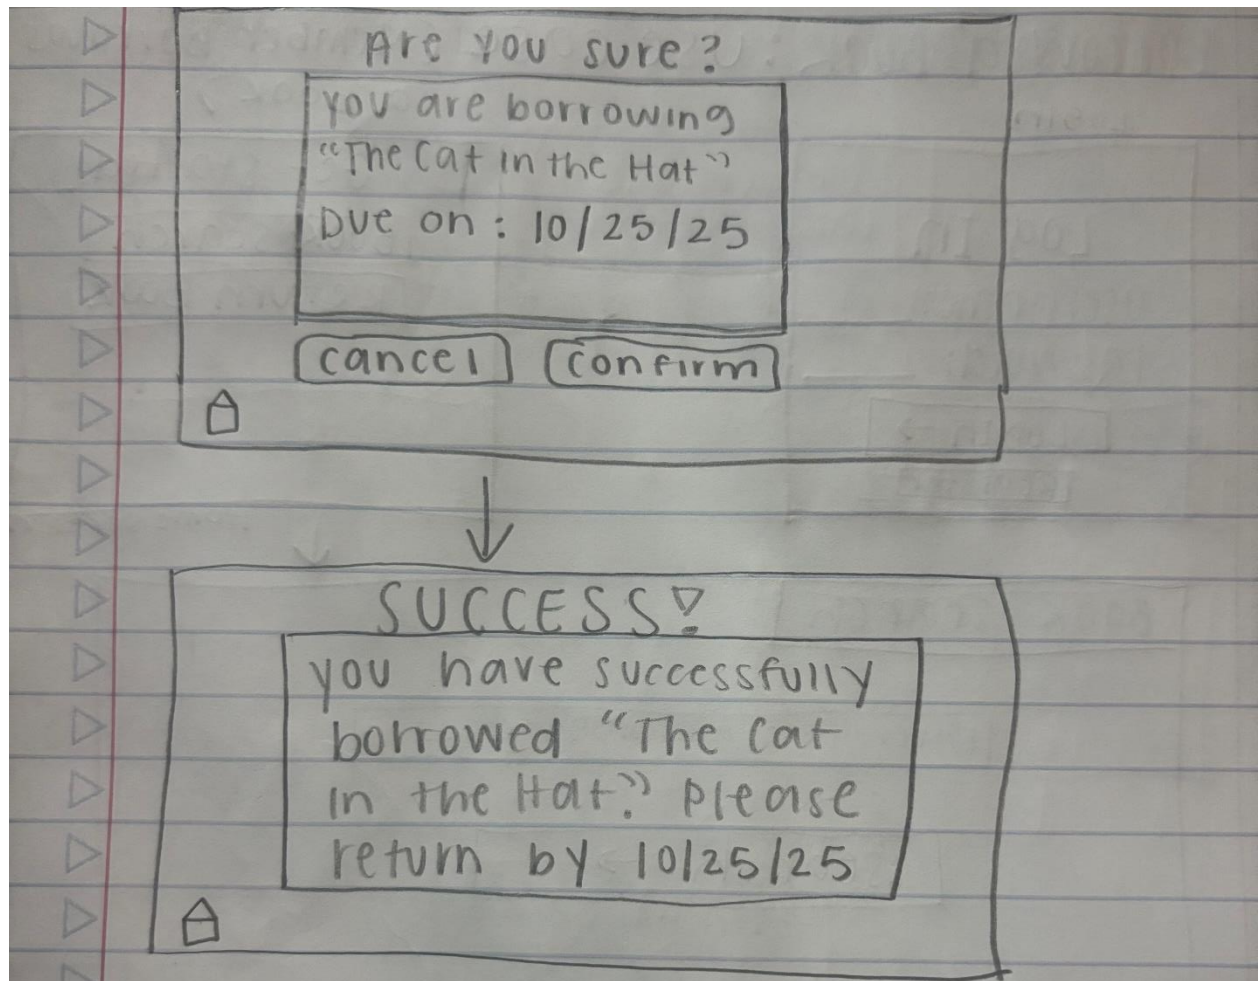 Are you sure?
you are borrowing
"The Cat in the Hat"
Due on: 10/25/25
cancel
confirm
SUCCESS!
you have successfully
borrowed "The Cat
in the Hat." Please
return by 10/25/25